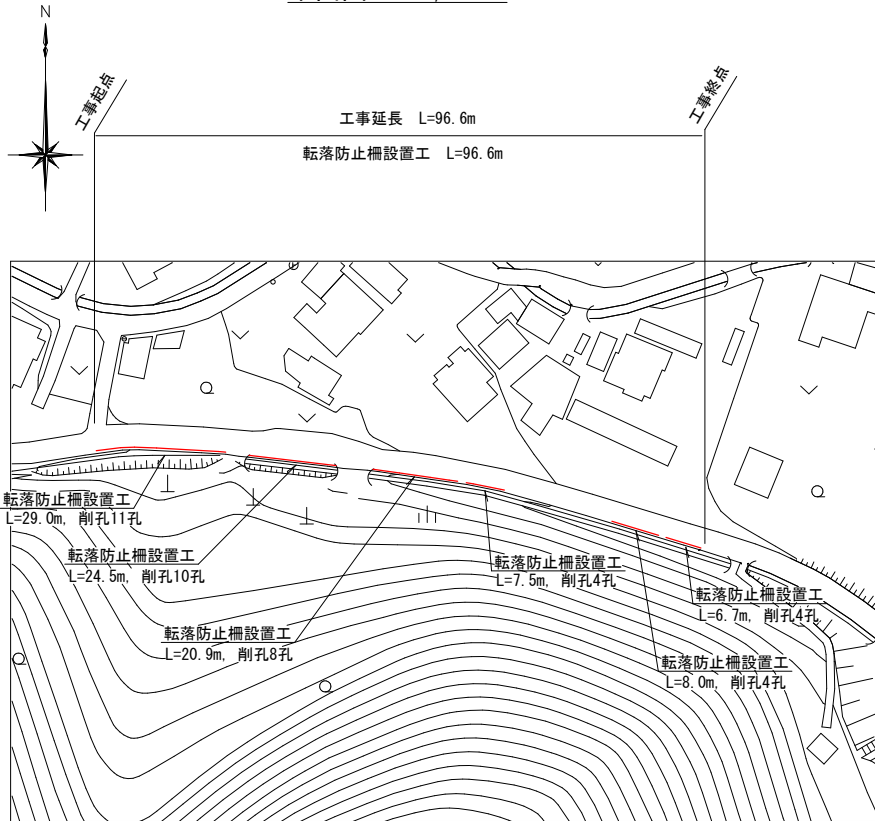 N
工事起点
工事終点
工事延長 L=96.6m
転落防止柵設置工 L=96.6m
転落防止柵設置工
L=29.0m, 削孔11孔
転落防止柵設置工
L=24.5m, 削孔10孔
転落防止柵設置工
L=20.9m, 削孔8孔
転落防止柵設置工
L=7.5m, 削孔4孔
転落防止柵設置工
L=6.7m, 削孔4孔
転落防止柵設置工
L=8.0m, 削孔4孔